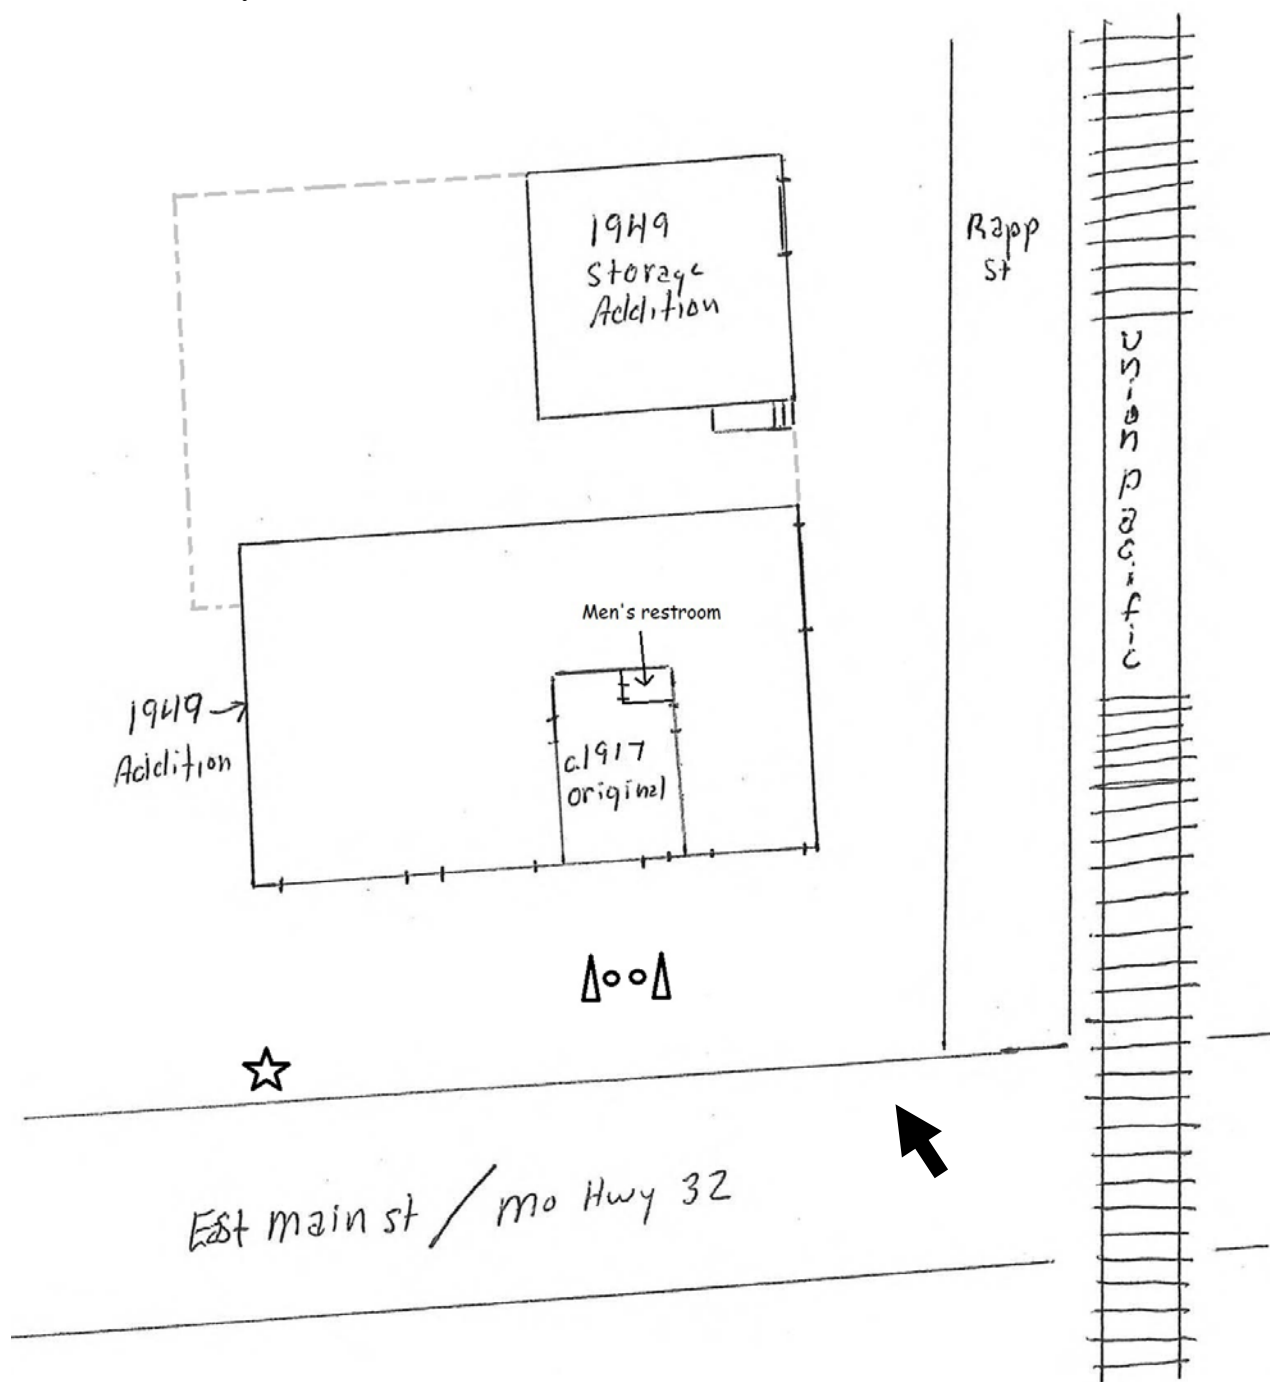 1949
Storage
Addition
Rapp
St
Union Pacific
Men's restroom
1949
Addition
c.1917
original
East main st / mo Hwy 32